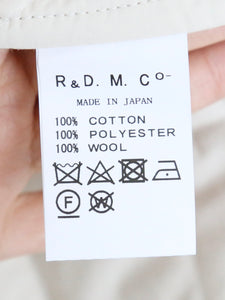 R & D. M. Co-
MADE IN JAPAN
100% COTTON
100% POLYESTER
100% WOOL
F W